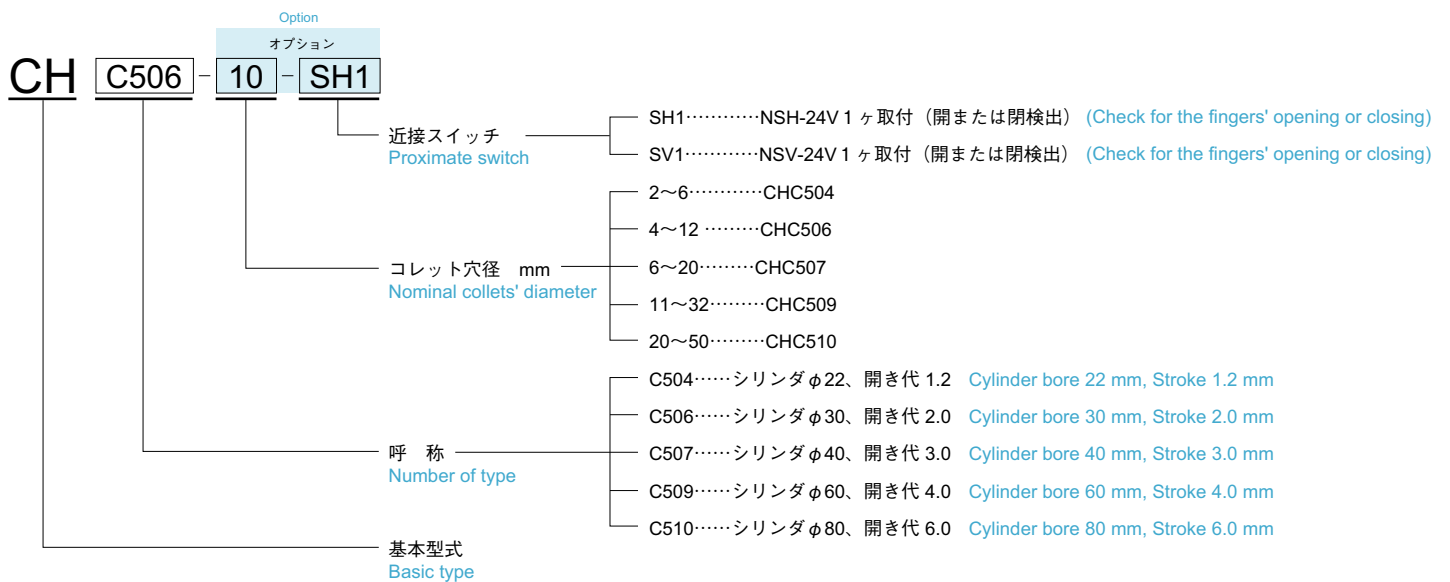 Option
オプション
CH C506 - 10 - SH1
近接スイッチ
Proximate switch
SH1…………NSH-24V 1 ヶ取付（開または閉検出） (Check for the fingers' opening or closing)
SV1…………NSV-24V 1 ヶ取付（開または閉検出） (Check for the fingers' opening or closing)
コレット穴径　mm
Nominal collets' diameter
2〜6…………CHC504
4〜12 ………CHC506
6〜20………CHC507
11〜32………CHC509
20〜50………CHC510
呼　称
Number of type
C504……シリンダφ22、開き代 1.2 Cylinder bore 22 mm, Stroke 1.2 mm
C506……シリンダφ30、開き代 2.0 Cylinder bore 30 mm, Stroke 2.0 mm
C507……シリンダφ40、開き代 3.0 Cylinder bore 40 mm, Stroke 3.0 mm
C509……シリンダφ60、開き代 4.0 Cylinder bore 60 mm, Stroke 4.0 mm
C510……シリンダφ80、開き代 6.0 Cylinder bore 80 mm, Stroke 6.0 mm
基本型式
Basic type